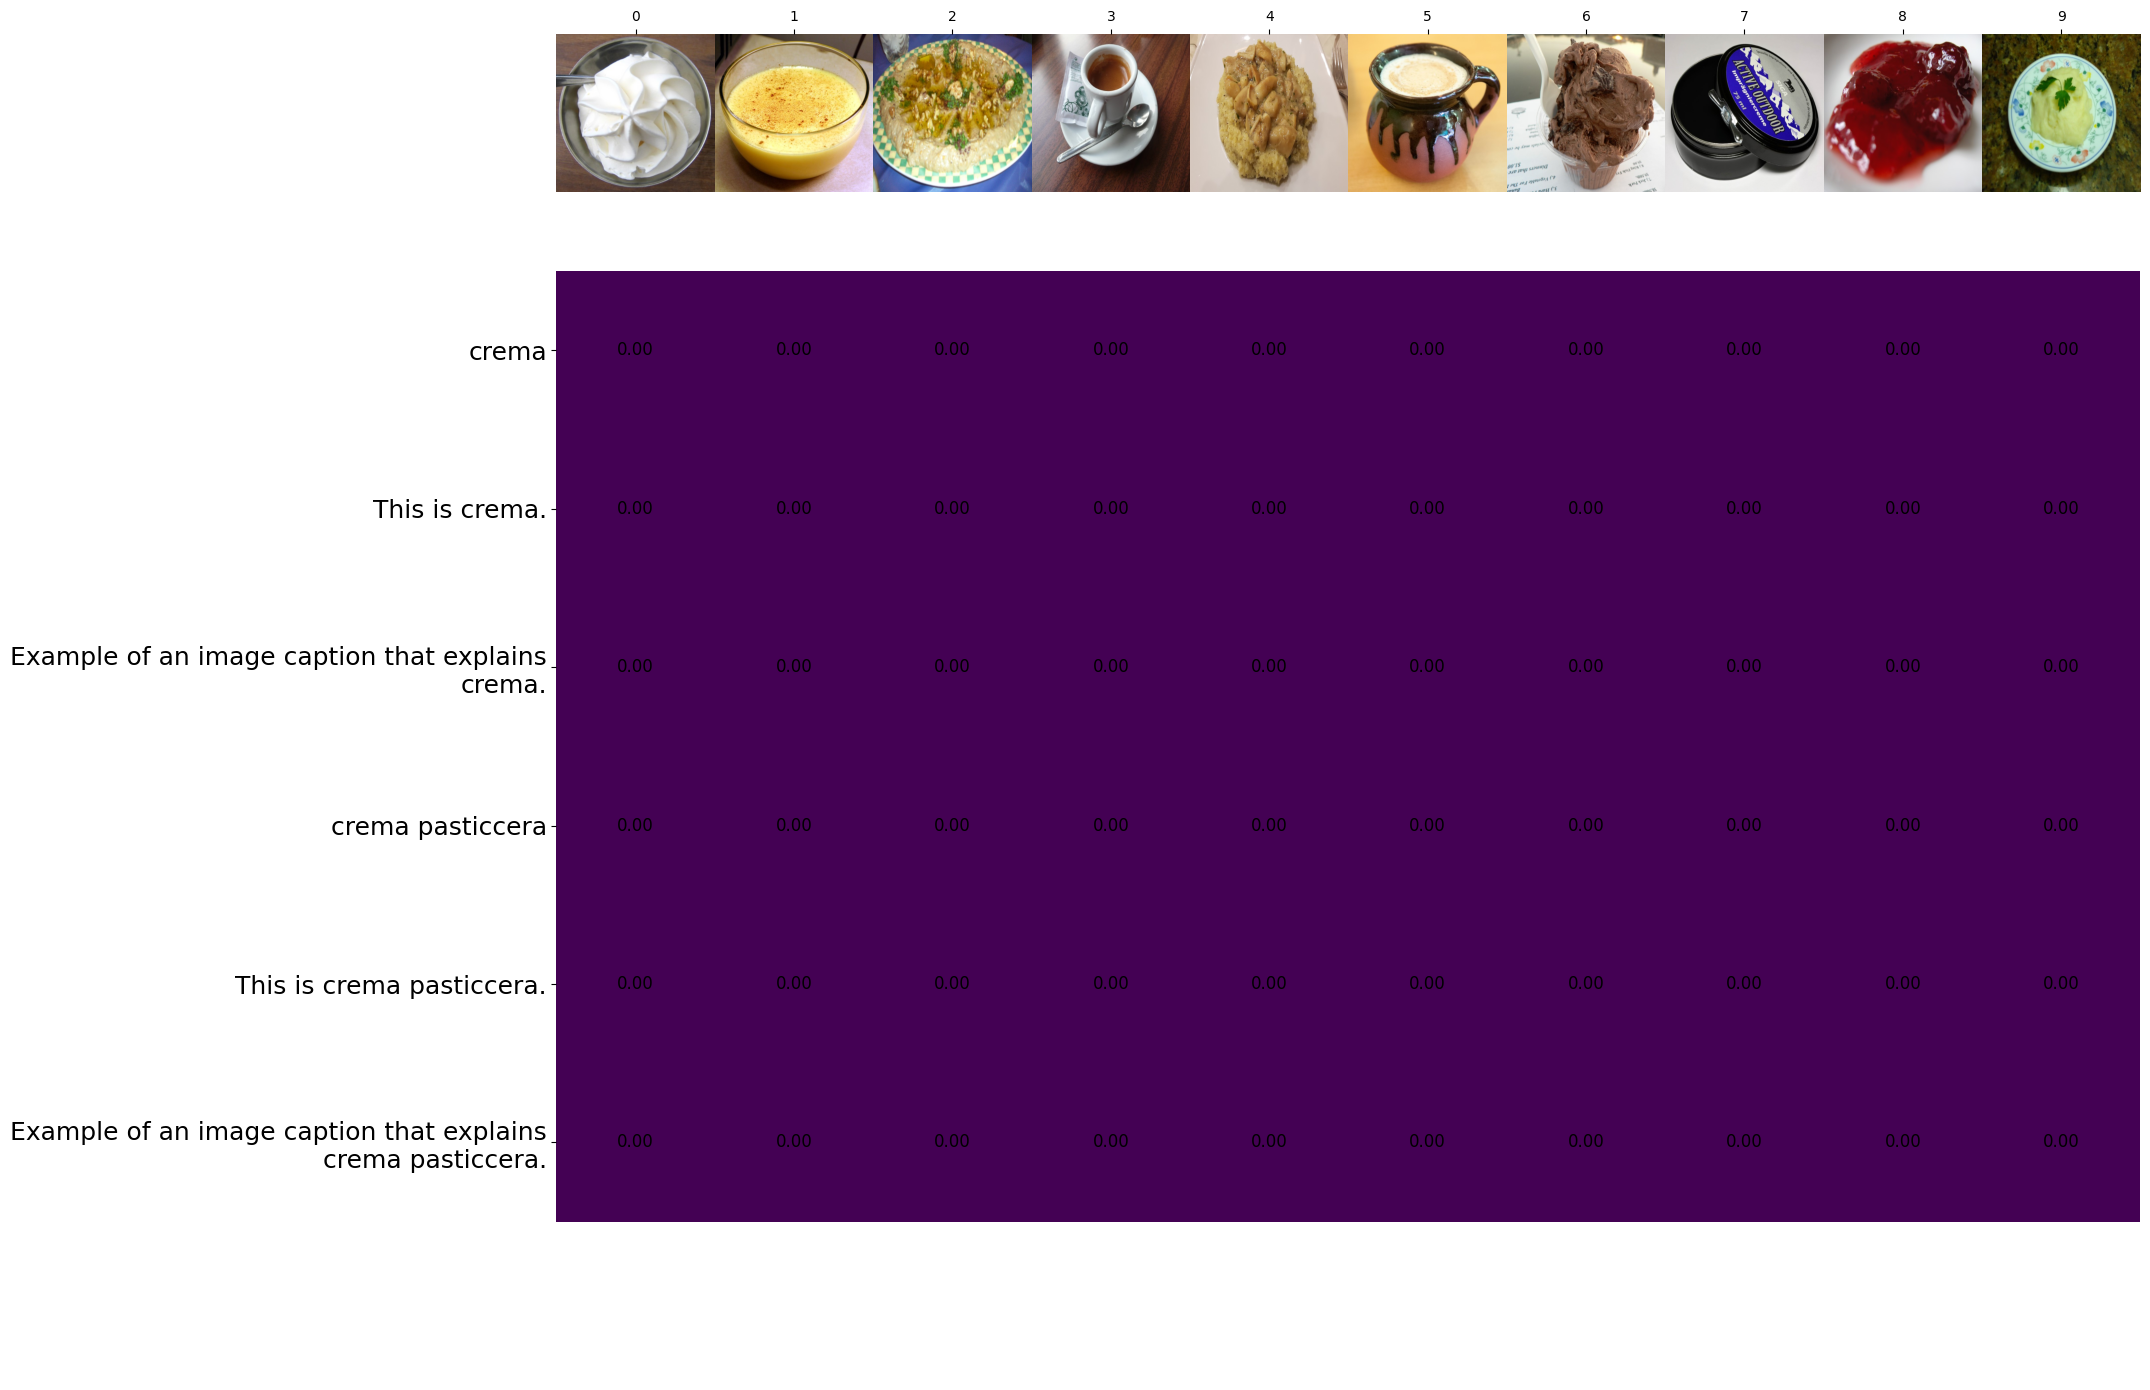 0 1 2 3 4 5 6 7 8 9
ACTIVE OUTDOOR
75 ml
crema 0.00 0.00 0.00 0.00 0.00 0.00 0.00 0.00 0.00 0.00
This is crema. 0.00 0.00 0.00 0.00 0.00 0.00 0.00 0.00 0.00 0.00
Example of an image caption that explains
crema. 0.00 0.00 0.00 0.00 0.00 0.00 0.00 0.00 0.00 0.00
crema pasticcera 0.00 0.00 0.00 0.00 0.00 0.00 0.00 0.00 0.00 0.00
This is crema pasticcera. 0.00 0.00 0.00 0.00 0.00 0.00 0.00 0.00 0.00 0.00
Example of an image caption that explains
crema pasticcera. 0.00 0.00 0.00 0.00 0.00 0.00 0.00 0.00 0.00 0.00